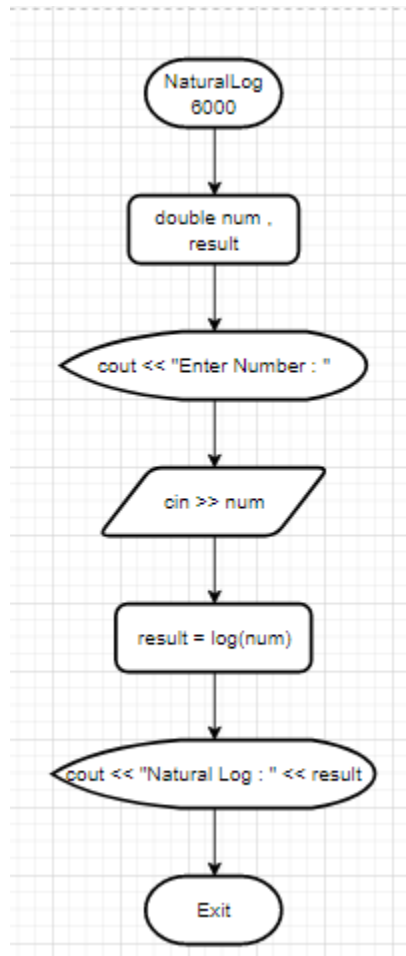 NaturalLog
6000
double num ,
result
cout << "Enter Number : "
cin >> num
result = log(num)
cout << "Natural Log : " << result
Exit